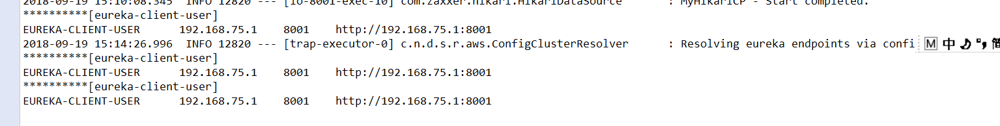 2018-09-19 15:10:08.345  INFO 12820 --- [io-8001-exec-10] com.zaxxer.hikari.HikariDataSource       : MyHikariCP - Start completed.
**********[eureka-client-user]
EUREKA-CLIENT-USER      192.168.75.1    8001    http://192.168.75.1:8001
2018-09-19 15:14:26.996  INFO 12820 --- [trap-executor-0] c.n.d.s.r.aws.ConfigClusterResolver      : Resolving eureka endpoints via confi M 中 简
**********[eureka-client-user]
EUREKA-CLIENT-USER      192.168.75.1    8001    http://192.168.75.1:8001
**********[eureka-client-user]
EUREKA-CLIENT-USER      192.168.75.1    8001    http://192.168.75.1:8001